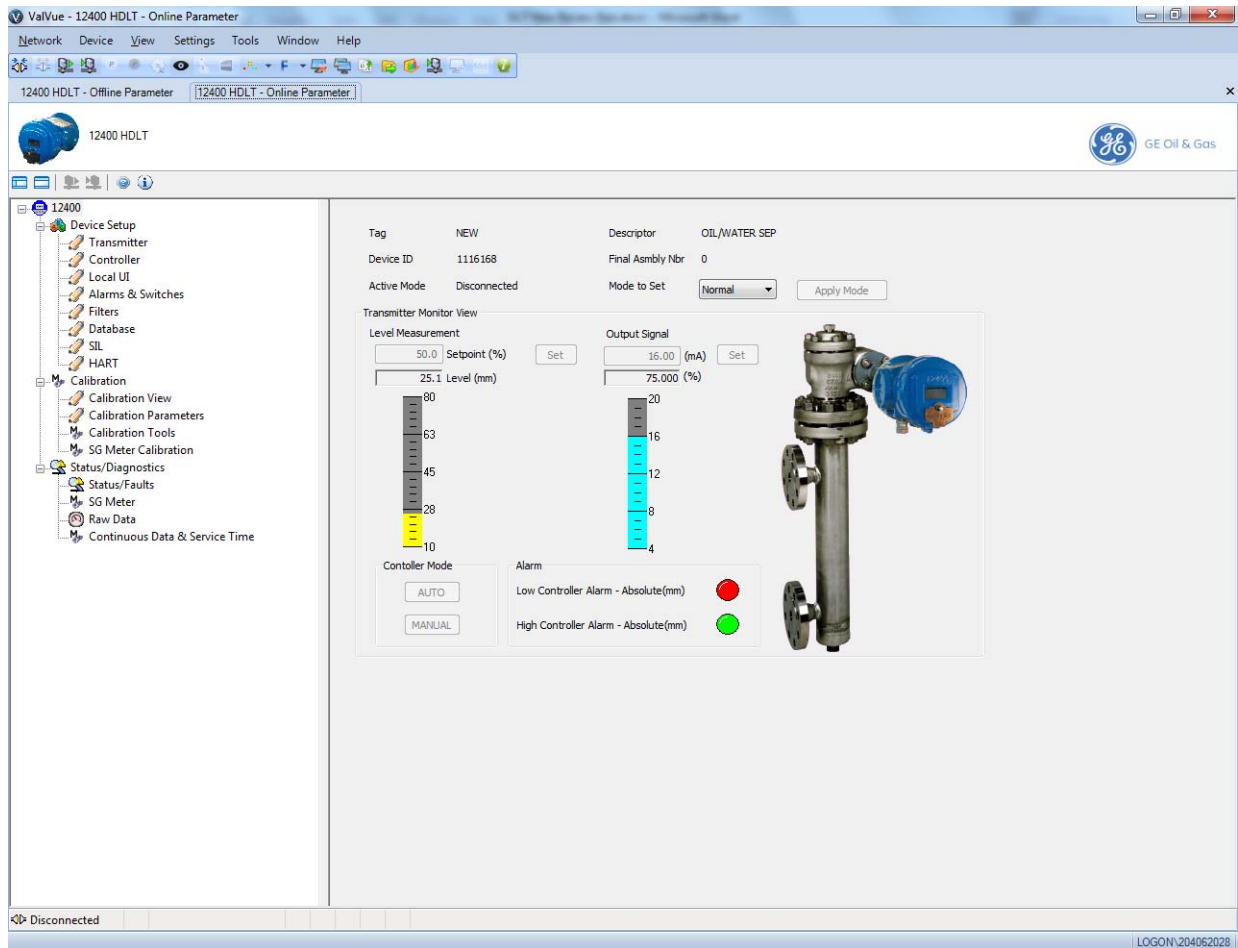 ValVue - 12400 HDLT - Online Parameter
Network Device View Settings Tools Window Help
F
12400 HDLT - Offline Parameter 12400 HDLT - Online Parameter
12400 HDLT
GE Oil & Gas
12400
Device Setup
Transmitter
Controller
Local UI
Alarms & Switches
Filters
Database
SIL
HART
Calibration
Calibration View
Calibration Parameters
Calibration Tools
SG Meter Calibration
Status/Diagnostics
Status/Faults
SG Meter
Raw Data
Continuous Data & Service Time
Tag NEW Descriptor OIL/WATER SEP
Device ID 1116168 Final Asmbly Nbr 0
Active Mode Disconnected Mode to Set Normal Apply Mode
Transmitter Monitor View
Level Measurement Output Signal
50.0 Setpoint (%) Set 16.00 (mA) Set
25.1 Level (mm) 75.000 (%)
80 20
63 16
45 12
28 8
10 4
Contoller Mode Alarm
AUTO Low Controller Alarm - Absolute(mm)
MANUAL High Controller Alarm - Absolute(mm)
Disconnected
LOGON\204062028